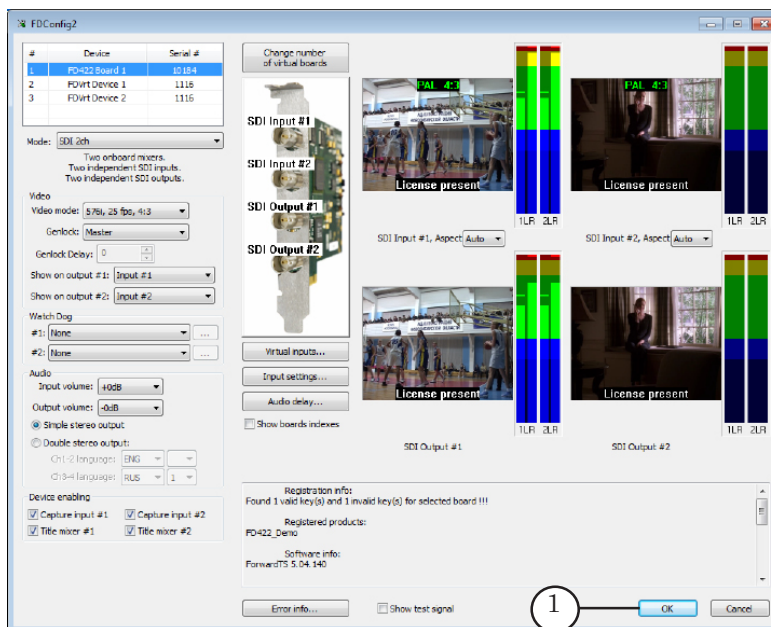 FDConfig2
# Device Serial #
1 FD422 Board 1 10184
2 FDVrt Device 1 1116
3 FDVrt Device 2 1116
Mode: SDI 2ch
Two onboard mixers.
Two independent SDI inputs.
Two independent SDI outputs.
Video
Video mode: 576i, 25 fps, 4:3
Genlock: Master
Genlock Delay: 0
Show on output #1: Input #1
Show on output #2: Input #2
Watch Dog
#1: None ...
#2: None ...
Audio
Input volume: +0dB
Output volume: -0dB
Simple stereo output
Double stereo output:
Ch1-2 language: ENG
Ch3-4 language: RUS 1
Device enabling
Capture input #1 Capture input #2
Title mixer #1 Title mixer #2
Change number
of virtual boards
SDI Input #1
SDI Input #2
SDI Output #1
SDI Output #2
Virtual inputs...
Input settings...
Audio delay...
Show boards indexes
PAL 4:3
License present
1LR 2LR
SDI Input #1, Aspect Auto
PAL 4:3
License present
1LR 2LR
SDI Input #2, Aspect Auto
License present
1LR 2LR
SDI Output #1
License present
1LR 2LR
SDI Output #2
Registration info:
Found 1 valid key(s) and 1 invalid key(s) for selected board !!!
Registered products:
FD422_Demo
Software info:
ForwardTS 5.04.140
Error info...
Show test signal
1
OK
Cancel